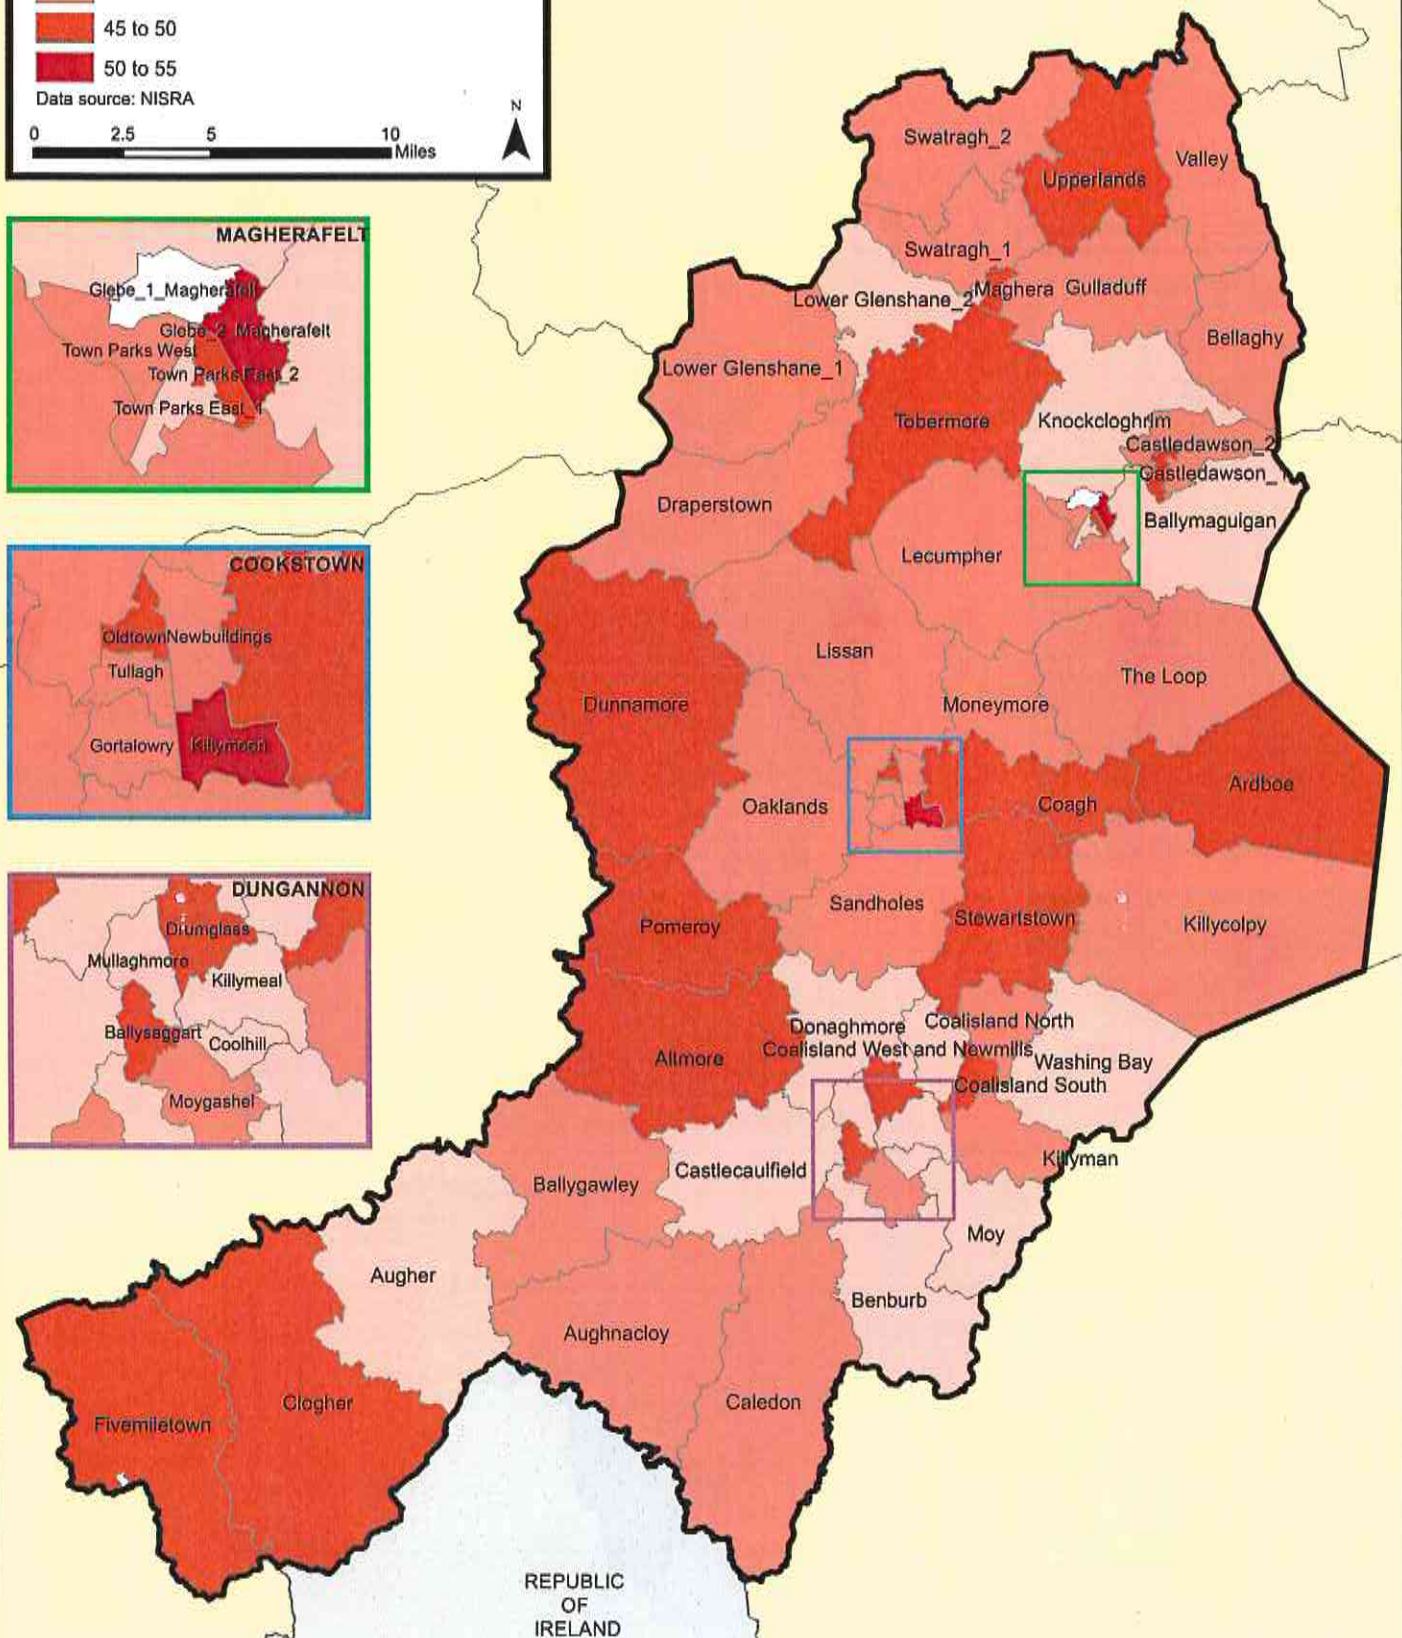 45 to 50
50 to 55
Data source: NISRA
0 2.5 5 10
Miles
N
MAGHERAFELT
Glebe_1_Magherafelt
Glebe_2_Magherafelt
Town Parks West
Town Parks East_2
Town Parks East_1
COOKSTOWN
Oldtown
Newbuildings
Tullagh
Gortalowry
Killymoon
DUNGANNON
Drumglass
Mullaghmore
Killymeal
Ballysaggart
Coolhill
Moygashel
Swatragh_2
Valley
Upperlands
Swatragh_1
Lower Glenshane_2
Maghera
Gulladuff
Bellaghy
Lower Glenshane_1
Tobermore
Knockcloghrim
Castledawson_2
Castledawson_1
Draperstown
Ballymaguigan
Lecumpher
Lissan
The Loop
Dunnamore
Moneymore
Ardboe
Oaklands
Coagh
Sandholes
Stewartstown
Killycolpy
Pomeroy
Donaghmore
Coalisland North
Coalisland West and Newmills
Altmore
Washing Bay
Coalisland South
Killyman
Castlecaulfield
Ballygawley
Moy
Augher
Benburb
Aughnacloy
Clogher
Caledon
Fivemiletown
REPUBLIC
OF
IRELAND